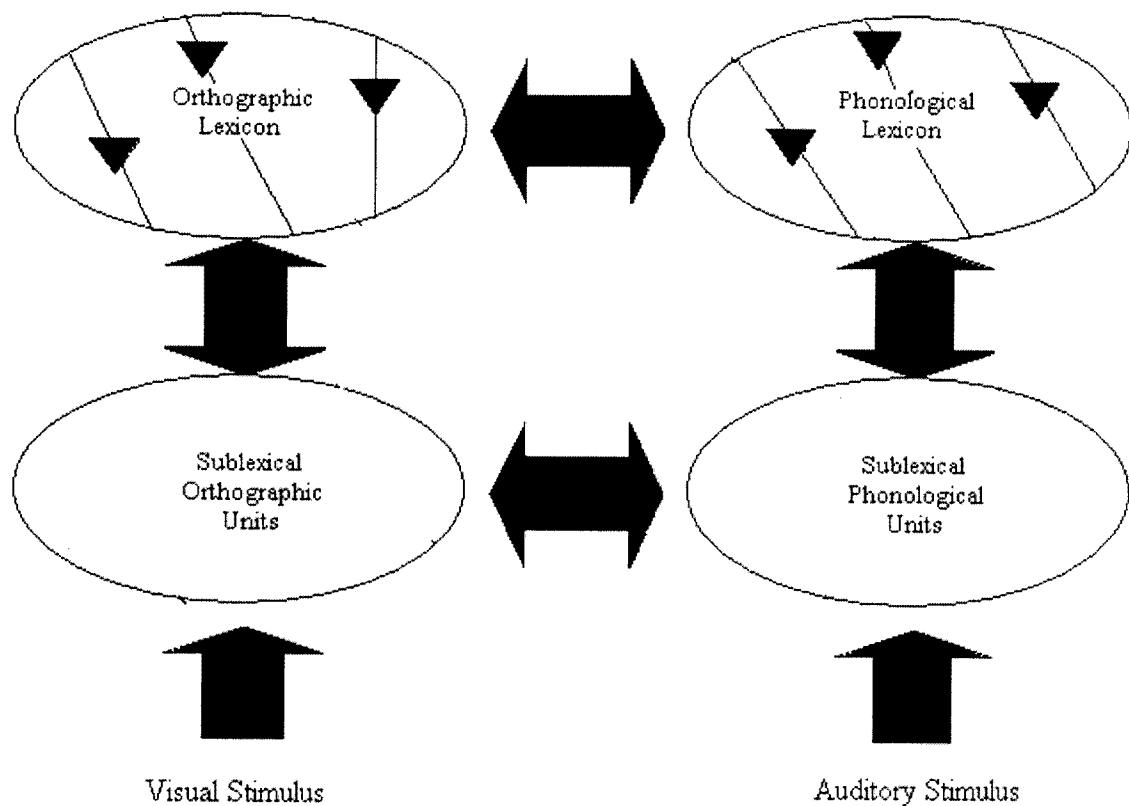 Orthographic
Lexicon
Phonological
Lexicon
Sublexical
Orthographic
Units
Sublexical
Phonological
Units
Visual Stimulus
Auditory Stimulus